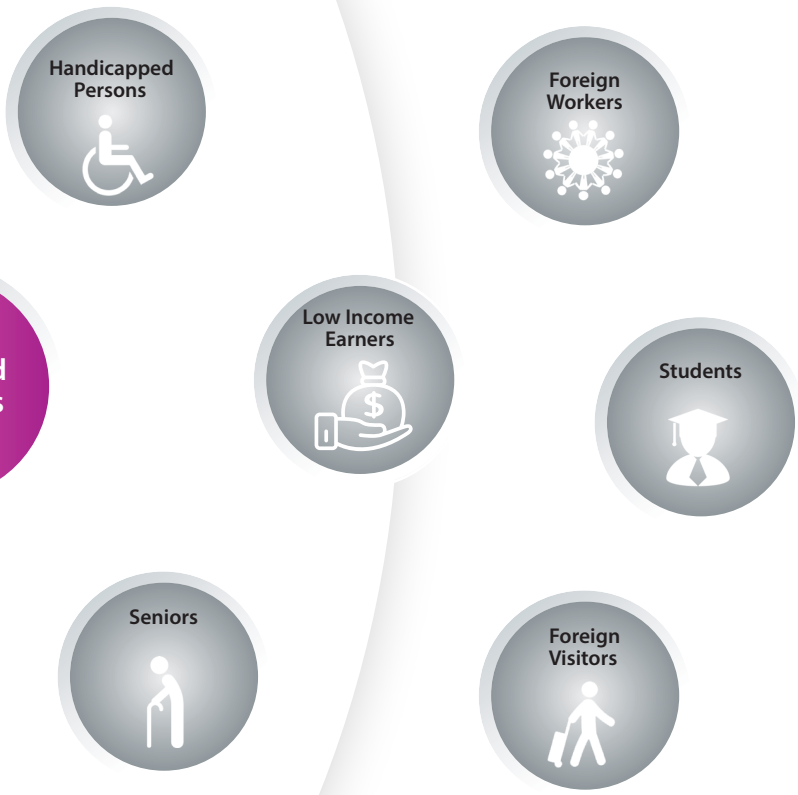 Handicapped
Persons
Foreign
Workers
Low Income
Earners
$
Students
Seniors
Foreign
Visitors